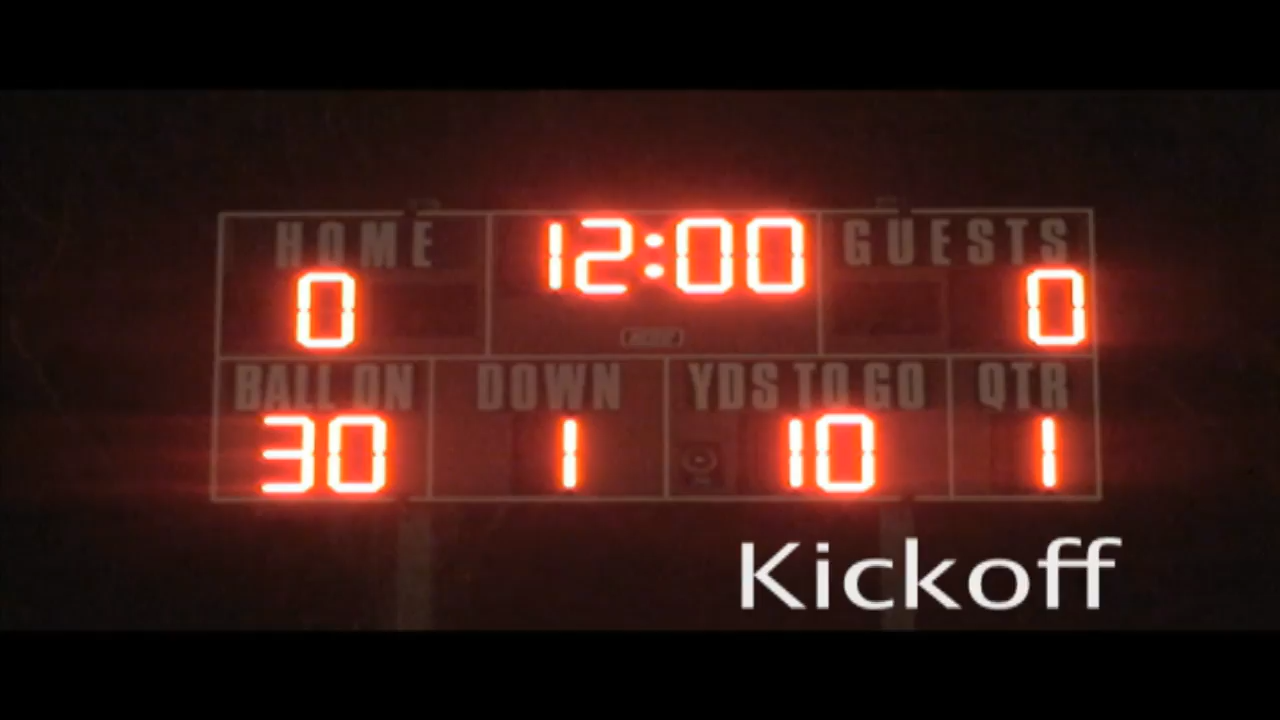 HOME 12:00 GUESTS
0 0
BALL ON DOWN YDS TO GO QTR
30 1 10 1
Kickoff